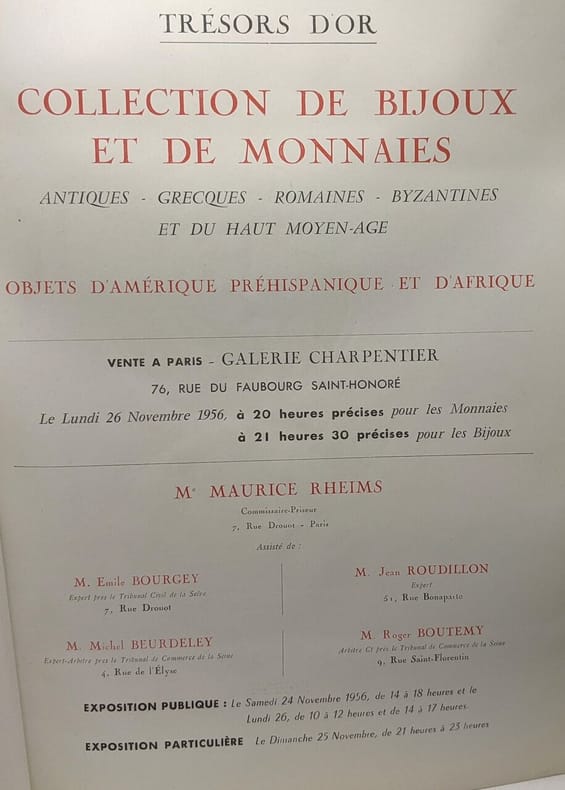 TRÉSORS D'OR
COLLECTION DE BIJOUX
ET DE MONNAIES
ANTIQUES - GRECQUES - ROMAINES - BYZANTINES
ET DU HAUT MOYEN-AGE
OBJETS D'AMÉRIQUE PRÉHISPANIQUE ET D'AFRIQUE
VENTE A PARIS - GALERIE CHARPENTIER
76, RUE DU FAUBOURG SAINT-HONORÉ
Le Lundi 26 Novembre 1956, à 20 heures précises pour les Monnaies
à 21 heures 30 précises pour les Bijoux
Me MAURICE RHEIMS
Commissaire-Priseur
7, Rue Drouot - Paris
Assisté de :
M. Emile BOURGEY
Expert près le Tribunal Civil de la Seine
7, Rue Drouot
M. Jean ROUDILLON
Expert
51, Rue Bonaparte
M. Michel BEURDELEY
Expert-Arbitre près le Tribunal de Commerce de la Seine
4, Rue de l'Élyse
M. Roger BOUTEMY
Arbitre Ct près le Tribunal de Commerce de la Seine
9, Rue Saint-Florentin
EXPOSITION PUBLIQUE : Le Samedi 24 Novembre 1956, de 14 à 18 heures et le
Lundi 26, de 10 à 12 heures et de 14 à 17 heures.
EXPOSITION PARTICULIÈRE Le Dimanche 25 Novembre, de 21 heures à 23 heures